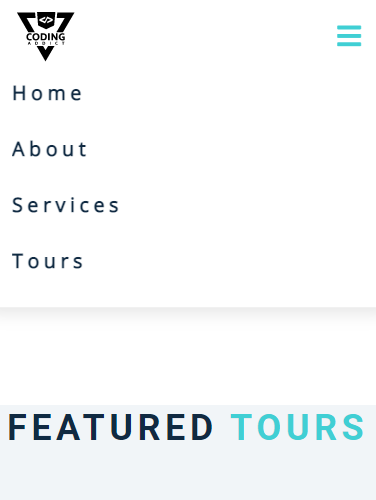 </>
CODING
ADDICT
Home
About
Services
Tours
FEATURED TOURS